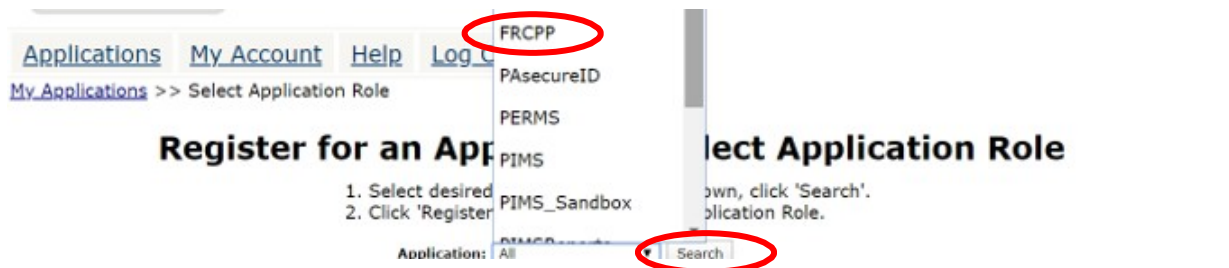 FRCPP
Applications My Account Help Log
PAsecureID
My Applications >> Select Application Role
PERMS
Register for an App lect Application Role
PIMS
1. Select desired own, click 'Search'.
PIMS_Sandbox
2. Click 'Register plication Role.
PIMSReports
Application: All Search